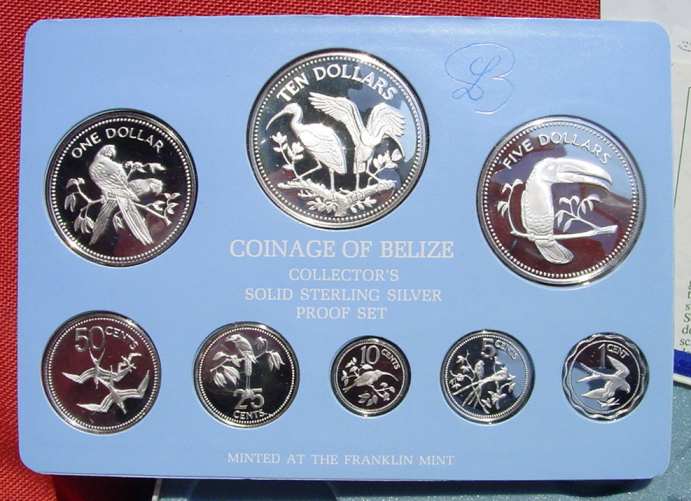 TEN DOLLARS
ONE DOLLAR
FIVE DOLLARS
COINAGE OF BELIZE
COLLECTOR'S
SOLID STERLING SILVER
PROOF SET
50 CENTS
25
CENTS
10
CENTS
5
CENTS
1
CENT
MINTED AT THE FRANKLIN MINT